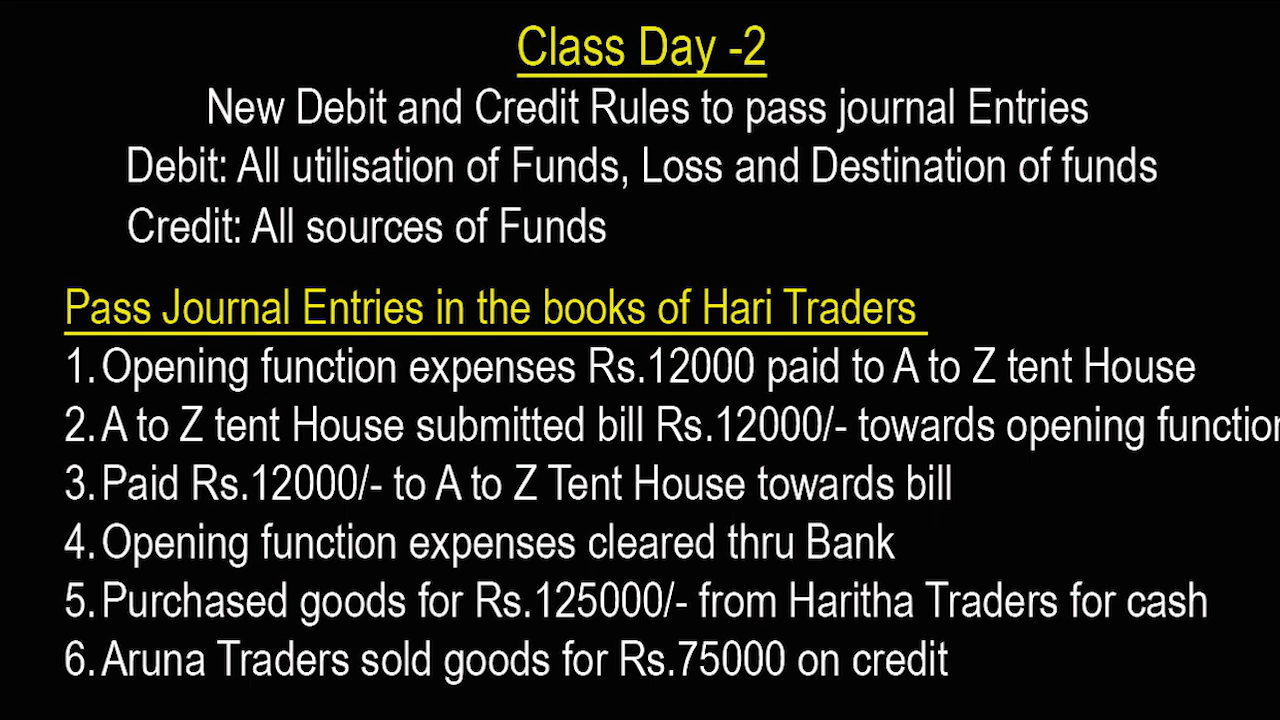 Class Day -2
New Debit and Credit Rules to pass journal Entries
Debit: All utilisation of Funds, Loss and Destination of funds
Credit: All sources of Funds
Pass Journal Entries in the books of Hari Traders
1. Opening function expenses Rs.12000 paid to A to Z tent House
2. A to Z tent House submitted bill Rs.12000/- towards opening function
3. Paid Rs.12000/- to A to Z Tent House towards bill
4. Opening function expenses cleared thru Bank
5. Purchased goods for Rs.125000/- from Haritha Traders for cash
6. Aruna Traders sold goods for Rs.75000 on credit